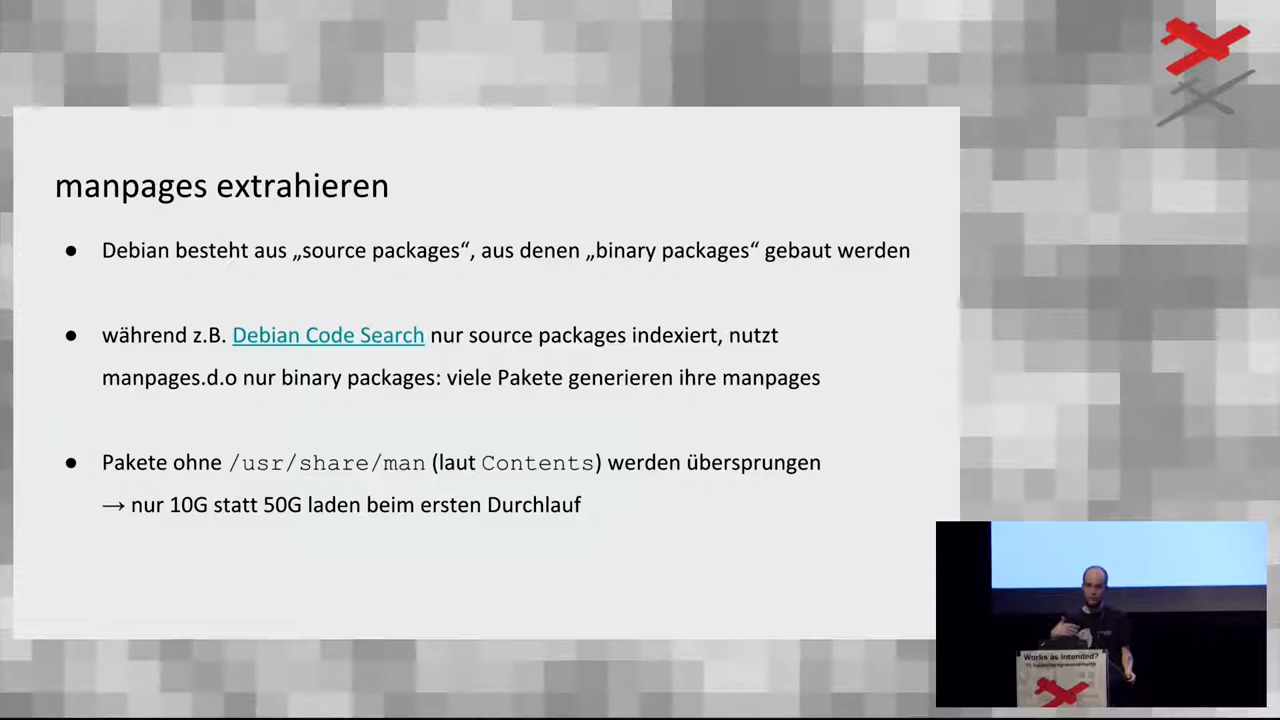 manpages extrahieren
● Debian besteht aus „source packages“, aus denen „binary packages“ gebaut werden
● während z.B. Debian Code Search nur source packages indexiert, nutzt
manpages.d.o nur binary packages: viele Pakete generieren ihre manpages
● Pakete ohne /usr/share/man (laut Contents) werden übersprungen
→ nur 10G statt 50G laden beim ersten Durchlauf
Works as intended?